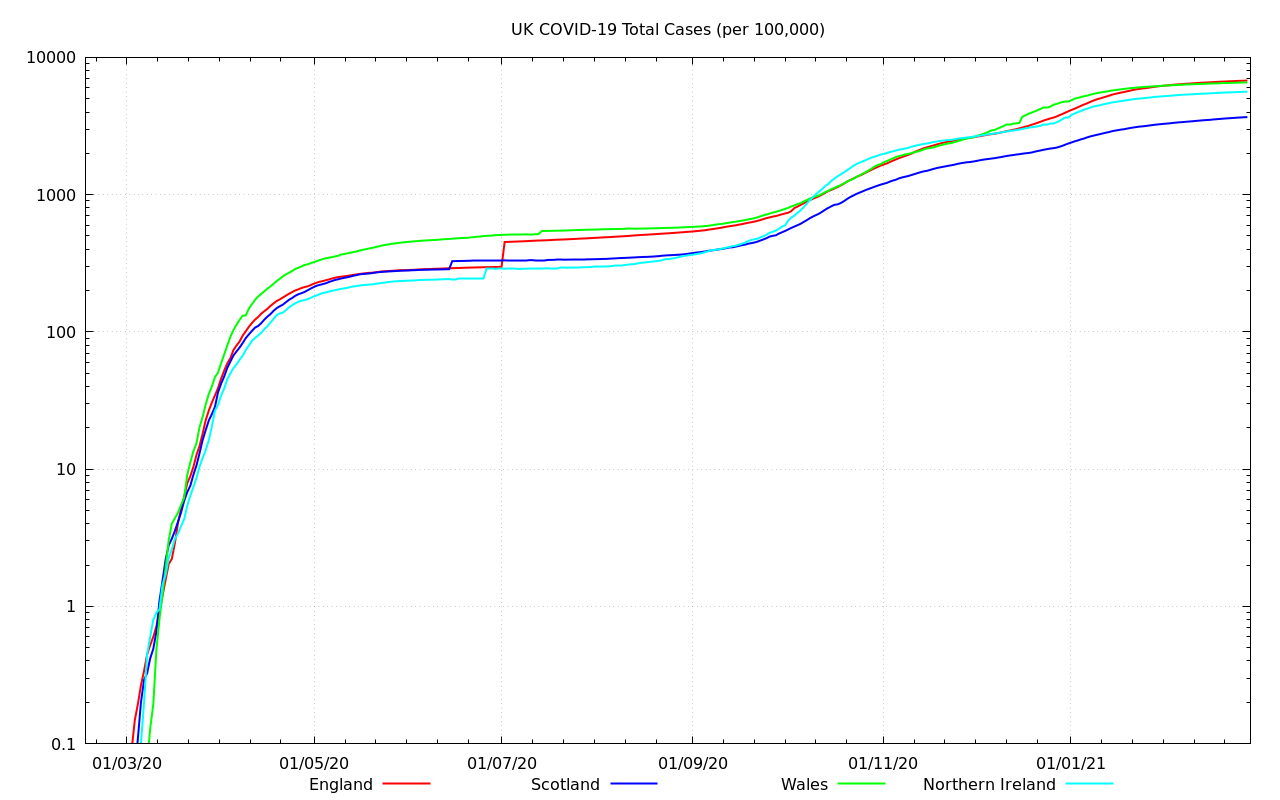 UK COVID-19 Total Cases (per 100,000)
10000
1000
100
10
1
0.1
01/03/20 01/05/20 01/07/20 01/09/20 01/11/20 01/01/21
England Scotland Wales Northern Ireland